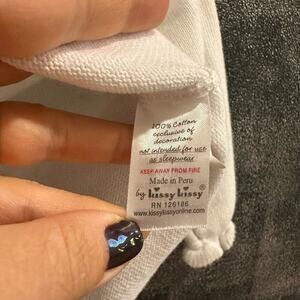 100% Cotton
exclusive of
decoration
not intended for use
as sleepwear
KEEP AWAY FROM FIRE
Made in Peru
by kissy kissy®
RN 126186
www.kissykissyonline.com